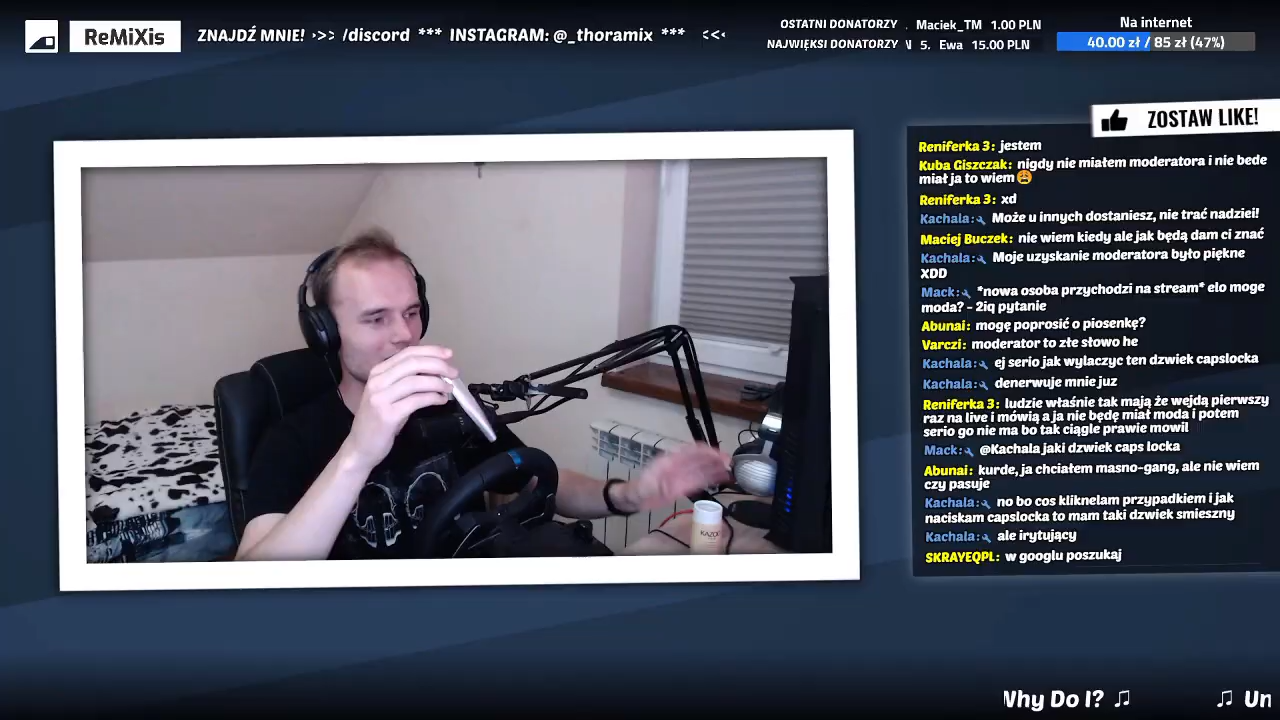 ReMiXis
ZNAJDŹ MNIE! >>> /discord *** INSTAGRAM: @_thoramix *** <<<
OSTATNI DONATORZY . Maciek_TM 1.00 PLN
NAJWIĘKSI DONATORZY 5. Ewa 15.00 PLN
Na internet
40.00 zł / 85 zł (47%)
ZOSTAW LIKE!
Reniferka 3: jestem
Kuba Giszczak: nigdy nie miałem moderatora i nie bede
miał ja to wiem😩
Reniferka 3: xd
Kachala: Może u innych dostaniesz, nie trać nadziei!
Maciej Buczek: nie wiem kiedy ale jak będą dam ci znać
Kachala: Moje uzyskanie moderatora było piękne
XDD
Mack: *nowa osoba przychodzi na stream* elo moge
moda? - 2iq pytanie
Abunai: mogę poprosić o piosenkę?
Varczi: moderator to złe słowo he
Kachala: ej serio jak wylaczyc ten dzwiek capslocka
Kachala: denerwuje mnie juz
Reniferka 3: ludzie właśnie tak mają że wejdą pierwszy
raz na live i mówią a ja nie będę miał moda i potem
serio go nie ma bo tak ciągle prawie mowil
Mack: @Kachala jaki dzwiek caps locka
Abunai: kurde, ja chciałem masno-gang, ale nie wiem
czy pasuje
Kachala: no bo cos kliknelam przypadkiem i jak
naciskam capslocka to mam taki dzwiek smieszny
Kachala: ale irytujący
SKRAYEQPL: w googlu poszukaj
Why Do I? ♫ ♫ Un